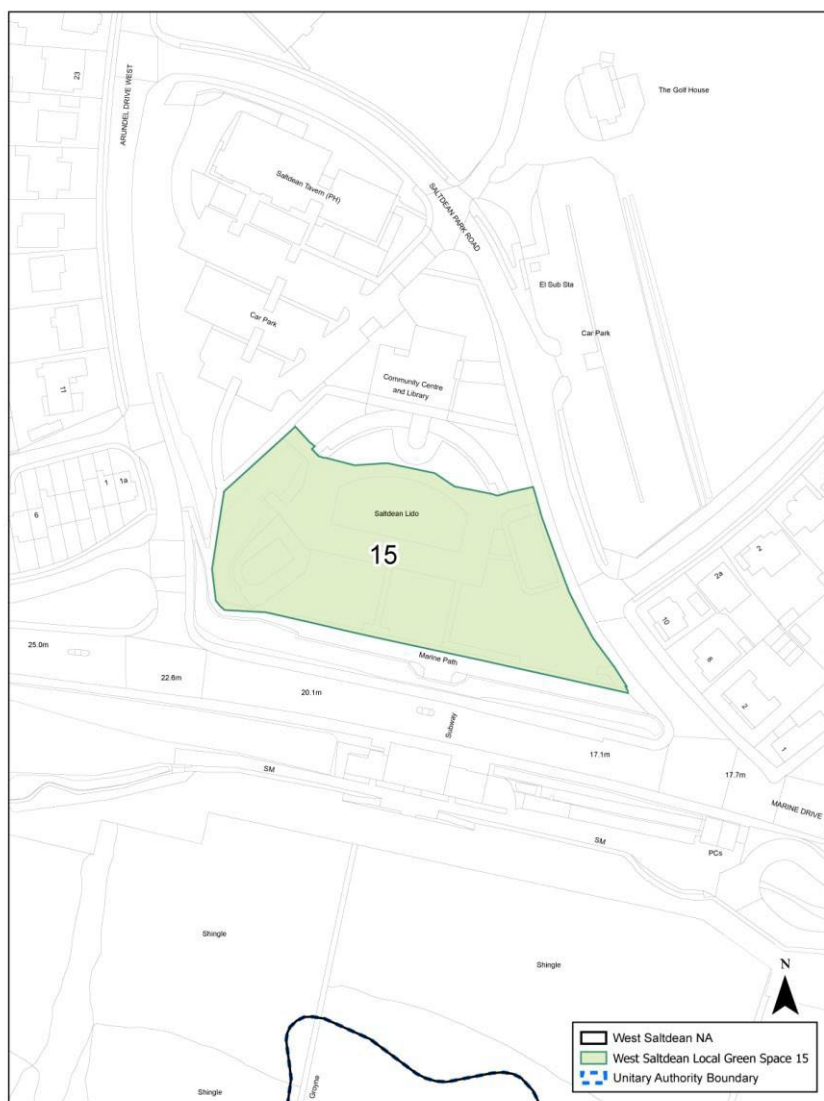 23
ARUNDEL DRIVE WEST
The Golf House
Saltdean Tavern (PH)
SALTDEAN PARK ROAD
El Sub Sta
Car Park
Car Park
Community Centre
and Library
11
1
1a
6
Saltdean Lido
15
2
2a
10
8
2
1
Marine Path
25.0m
22.6m
20.1m
Subway
17.1m
17.7m
SM
MARINE DRIVE
SM
PCs
Shingle
Shingle
N
West Saltdean NA
West Saltdean Local Green Space 15
Unitary Authority Boundary
Shingle
Groyne